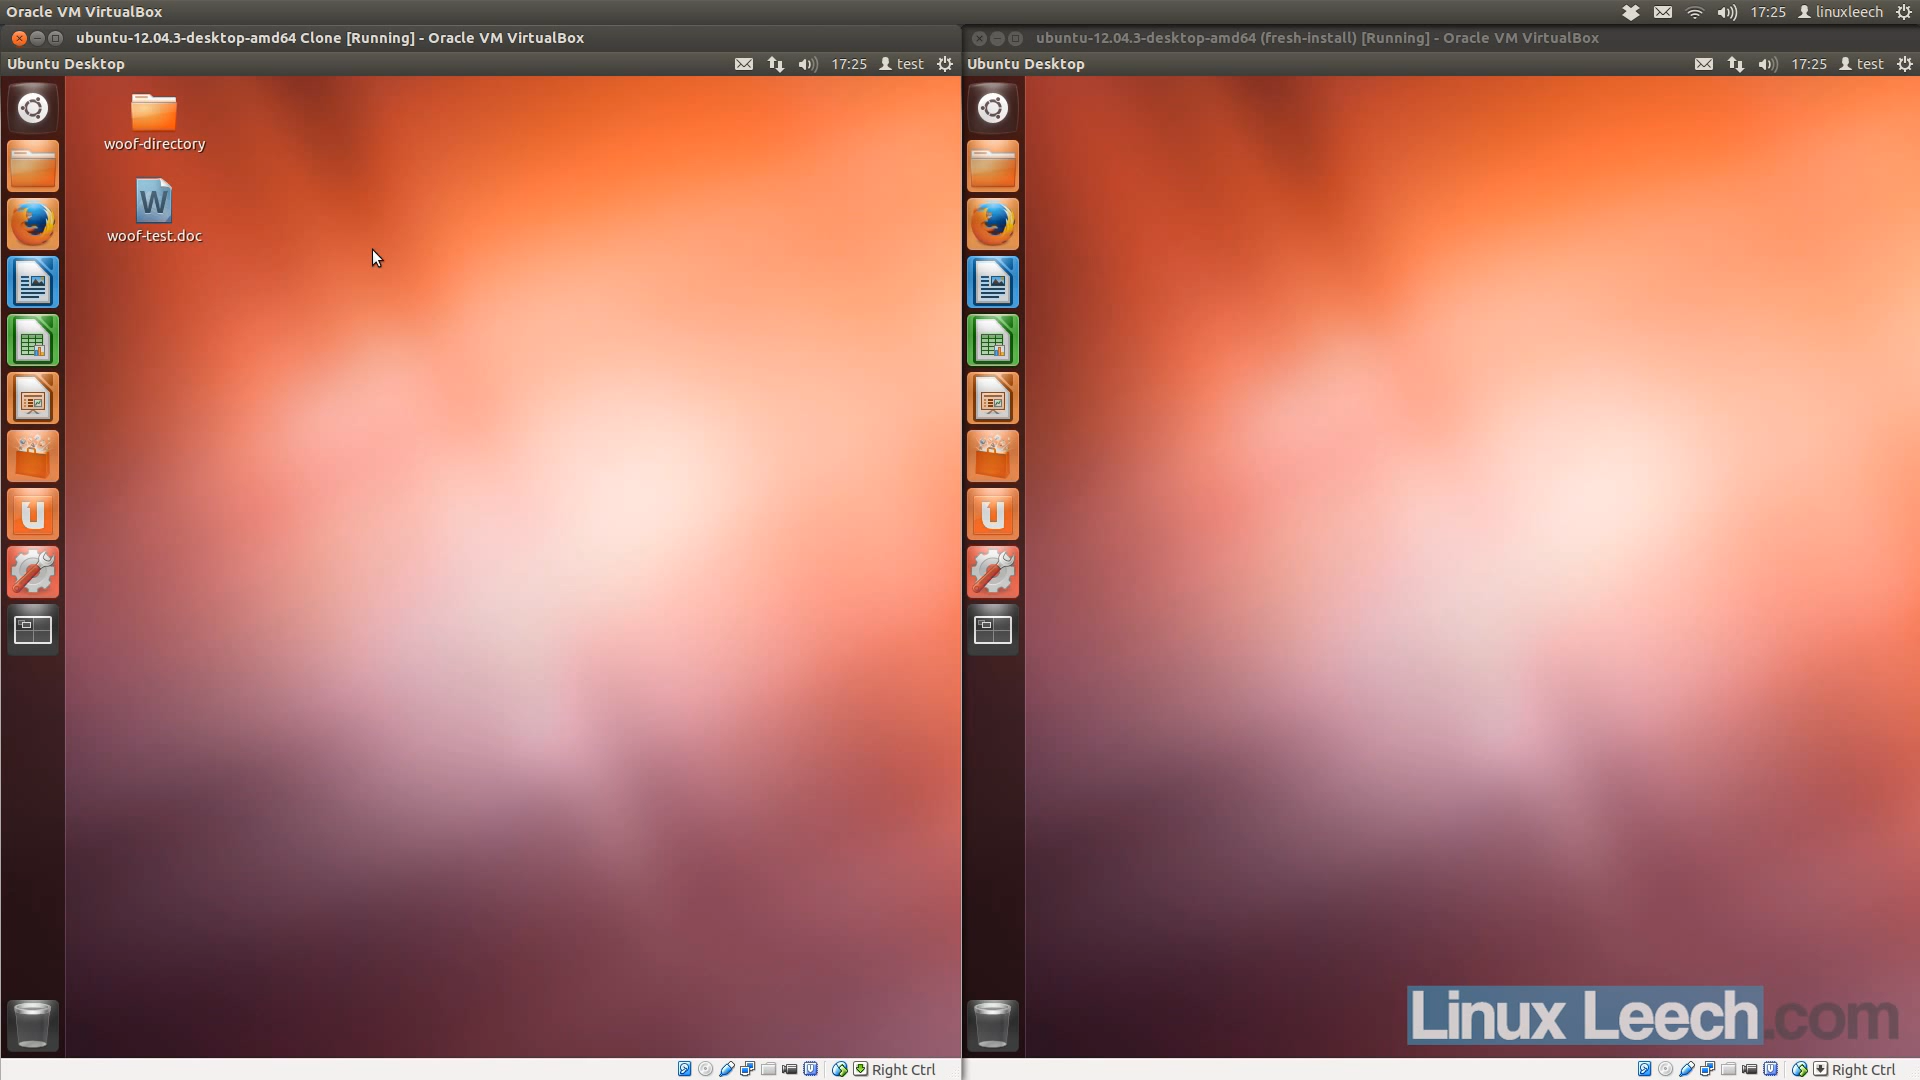 Oracle VM VirtualBox
17:25 linuxleech
ubuntu-12.04.3-desktop-amd64 Clone [Running] - Oracle VM VirtualBox
Ubuntu Desktop
17:25 test
woof-directory
W
woof-test.doc
Right Ctrl
ubuntu-12.04.3-desktop-amd64 (fresh-install) [Running] - Oracle VM VirtualBox
Ubuntu Desktop
17:25 test
Linux Leech.com
Right Ctrl